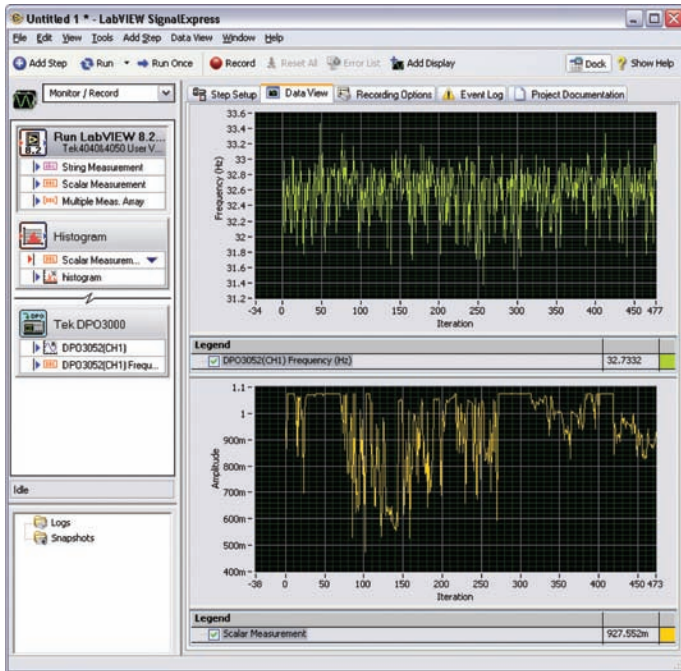 Untitled 1 * - LabVIEW SignalExpress
File Edit View Tools Add Step Data View Window Help
Add Step Run Run Once Record Reset All Error List Add Display Dock Show Help
Monitor / Record
Step Setup Data View Recording Options Event Log Project Documentation
8.2
Run LabVIEW 8.2...
Tek4040&4050 User V...
String Measurement
Scalar Measurement
Multiple Meas. Array
Histogram
Scalar Measurem...
histogram
Tek DPO3000
DPO3052(CH1)
DPO3052(CH1) Frequ...
Idle
Logs
Snapshots
Frequency (Hz)
33.6
33.4
33.2
33
32.8
32.6
32.4
32.2
32
31.8
31.6
31.4
31.2
-34 0 50 100 150 200 250 300 350 400 450 477
Iteration
Legend
DPO3052(CH1) Frequency (Hz) 32.7332
Amplitude
1.1
1
900m
800m
700m
600m
500m
400m
-38 0 50 100 150 200 250 300 350 400 450 473
Iteration
Legend
Scalar Measurement 927.552m